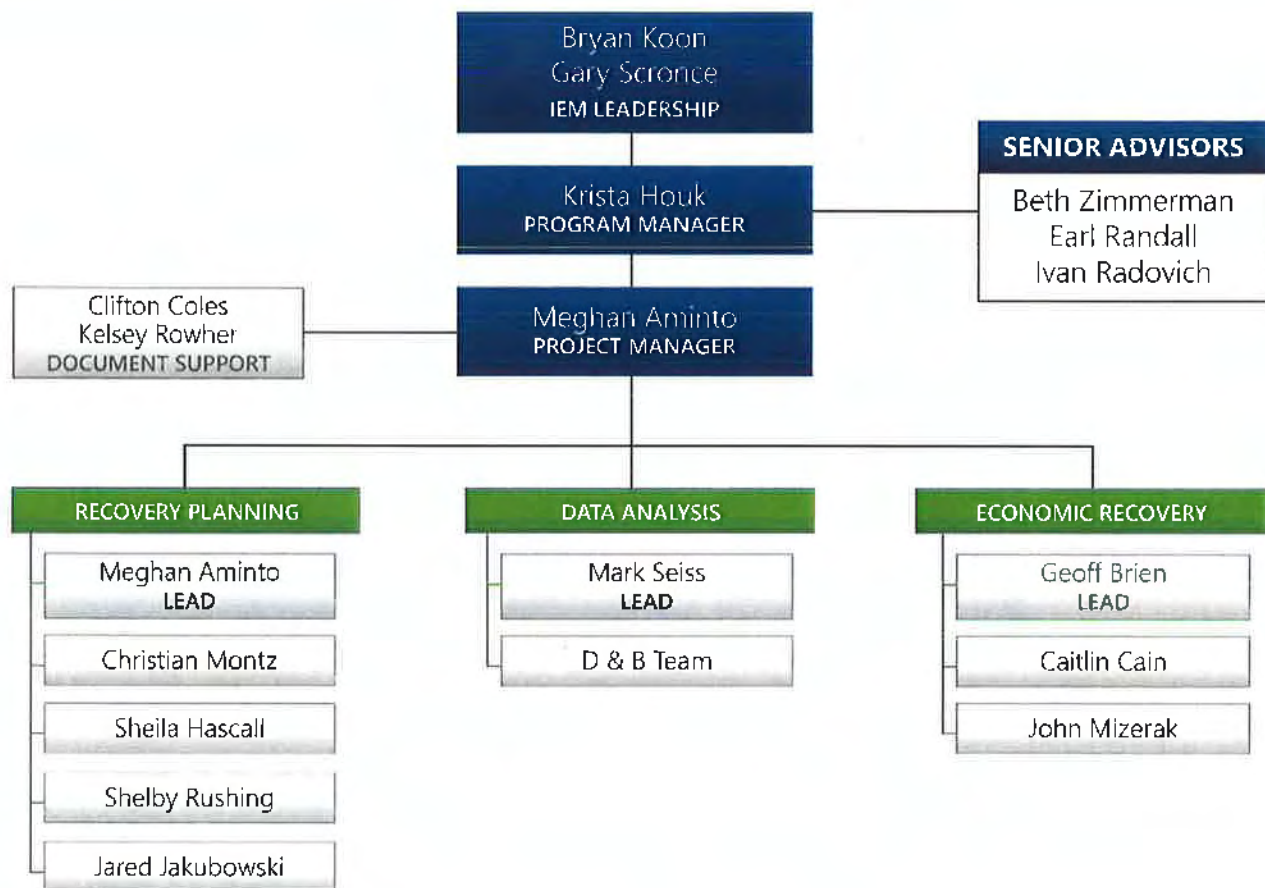 Bryan Koon
Gary Scronce
IEM LEADERSHIP
SENIOR ADVISORS
Beth Zimmerman
Earl Randall
Ivan Radovich
Krista Houk
PROGRAM MANAGER
Clifton Coles
Kelsey Rowher
DOCUMENT SUPPORT
Meghan Aminto
PROJECT MANAGER
RECOVERY PLANNING
Meghan Aminto
LEAD
Christian Montz
Sheila Hascall
Shelby Rushing
Jared Jakubowski
DATA ANALYSIS
Mark Seiss
LEAD
D & B Team
ECONOMIC RECOVERY
Geoff Brien
LEAD
Caitlin Cain
John Mizerak